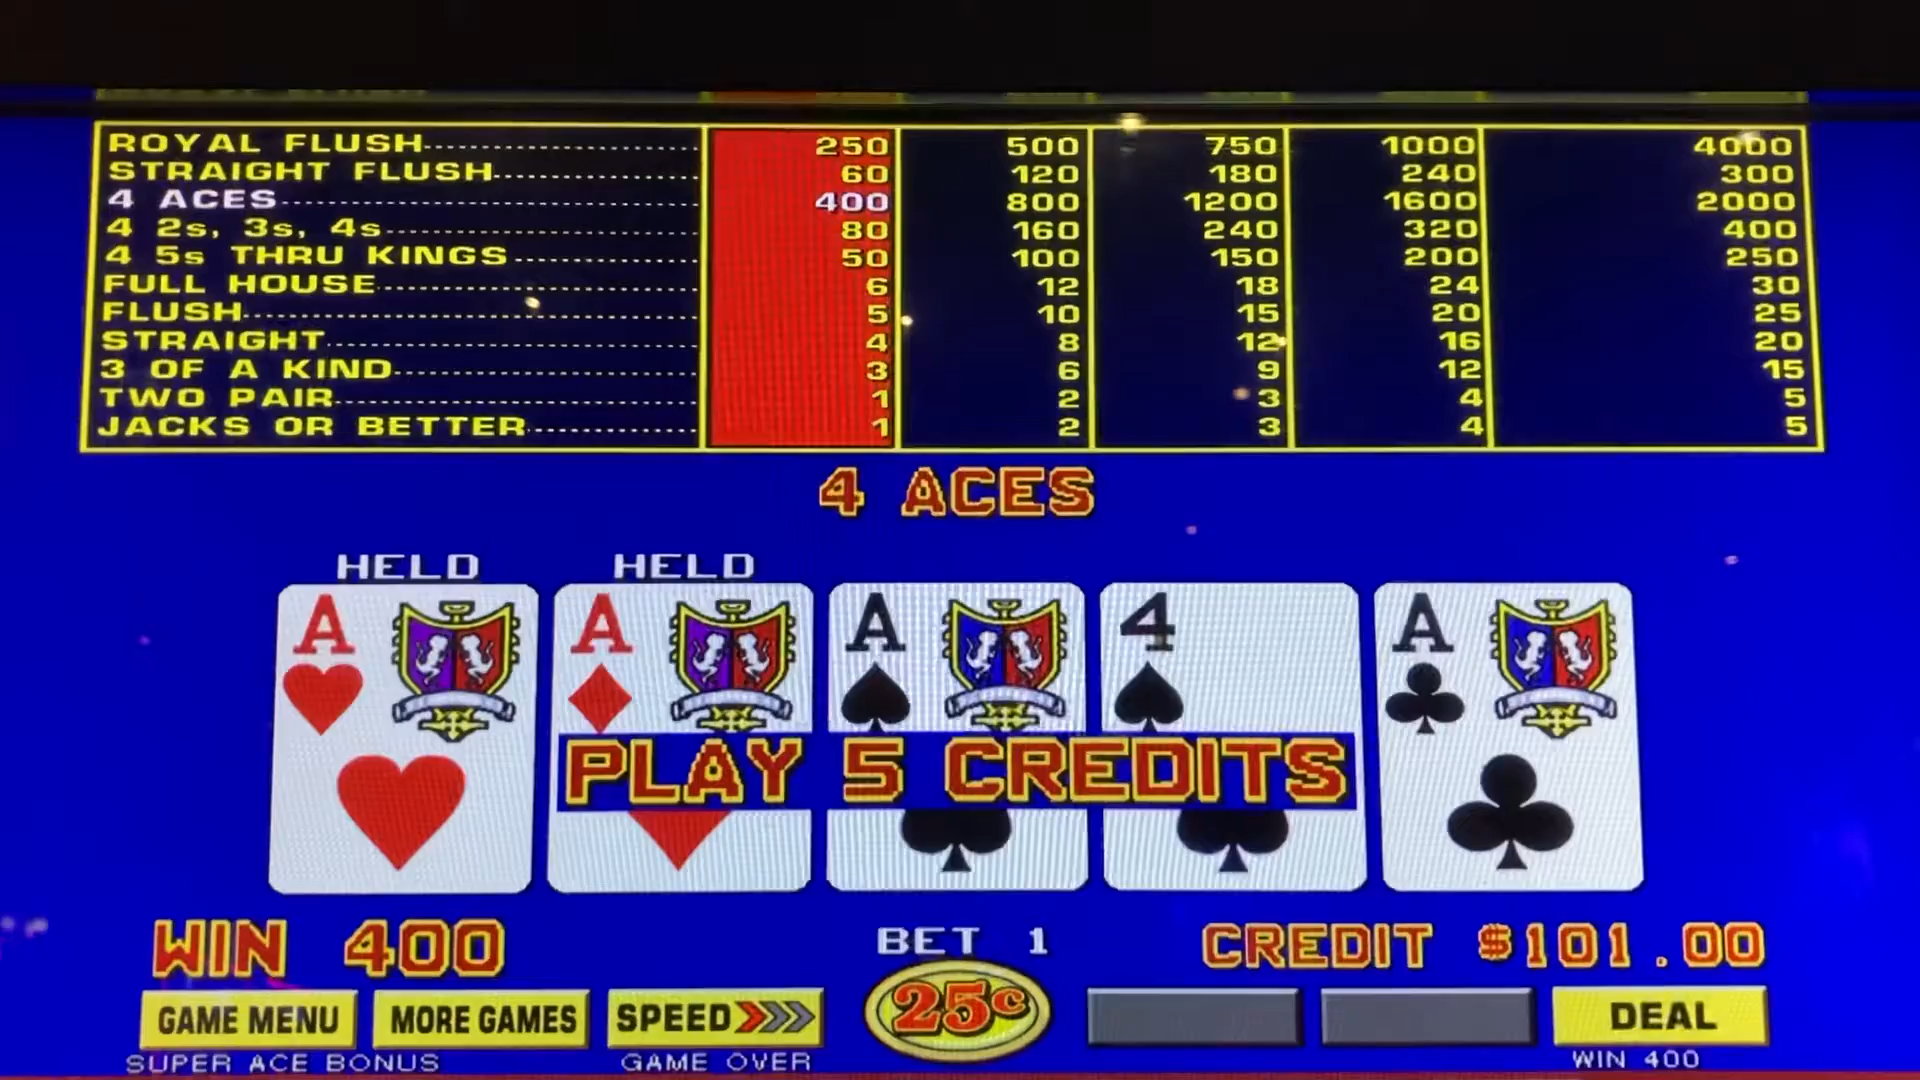 ROYAL FLUSH 250 500 750 1000 4000
STRAIGHT FLUSH 60 120 180 240 300
4 ACES 400 800 1200 1600 2000
4 2s, 3s, 4s 80 160 240 320 400
4 5s THRU KINGS 50 100 150 200 250
FULL HOUSE 6 12 18 24 30
FLUSH 5 10 15 20 25
STRAIGHT 4 8 12 16 20
3 OF A KIND 3 6 9 12 15
TWO PAIR 1 2 3 4 5
JACKS OR BETTER 1 2 3 4 5
4 ACES
HELD HELD
A A A 4 A
PLAY 5 CREDITS
WIN 400 BET 1 CREDIT $101.00
GAME MENU MORE GAMES SPEED 25c DEAL
SUPER ACE BONUS GAME OVER WIN 400